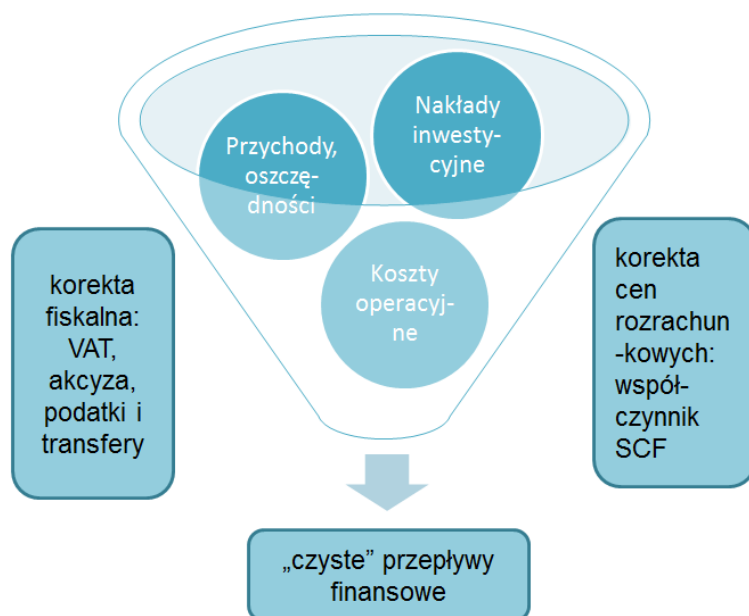 Nakłady
inwesty-
cyjne
Przychody,
oszczę-
dności
Koszty
operacyj-
ne
korekta
fiskalna:
VAT,
akcyza,
podatki i
transfery
korekta
cen
rozrachun
-kowych:
współ-
czynnik
SCF
„czyste” przepływy
finansowe